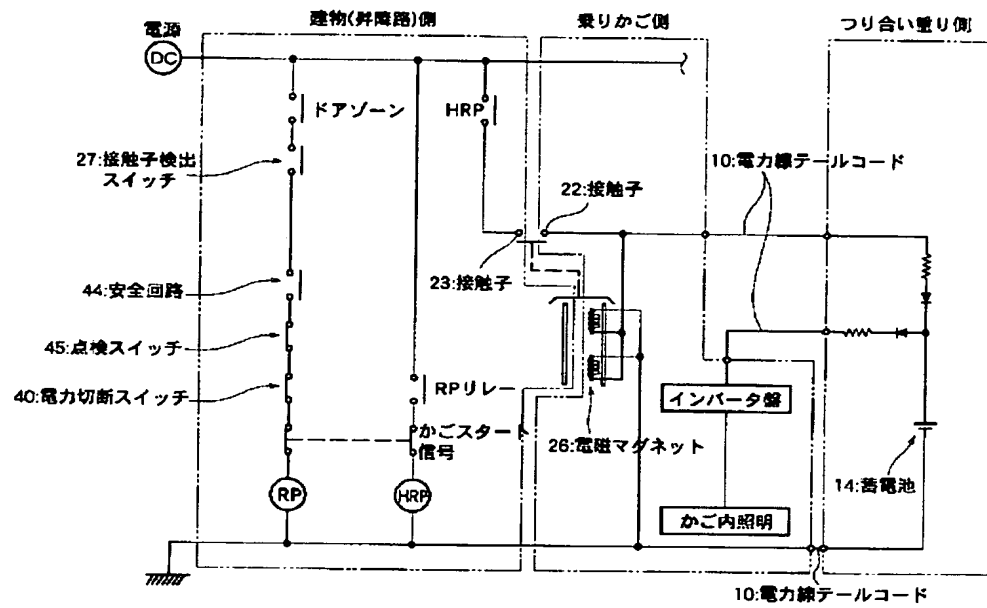 建物(昇降路)側
乗りかご側
つり合い重り側
電源
DC
ドアゾーン
HRP
27:接触子検出
スイッチ
10:電力線テールコード
22:接触子
23:接触子
44:安全回路
45:点検スイッチ
RPリレー
40:電力切断スイッチ
インバータ盤
かごスタート
信号
26:電磁マグネット
14:蓄電池
RP
HRP
かご内照明
10:電力線テールコード